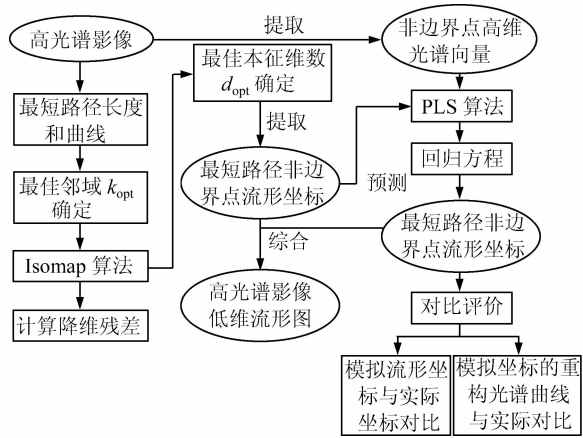 高光谱影像
提取
非边界点高维
光谱向量
最佳本征维数
dopt 确定
最短路径长度
和曲线
提取
PLS 算法
最佳邻域 kopt
确定
最短路径非边
界点流形坐标
预测
回归方程
Isomap 算法
综合
最短路径非边
界点流形坐标
计算降维残差
高光谱影像
低维流形图
对比评价
模拟流形坐
标与实际
坐标对比
模拟坐标的重
构光谱曲线
与实际对比